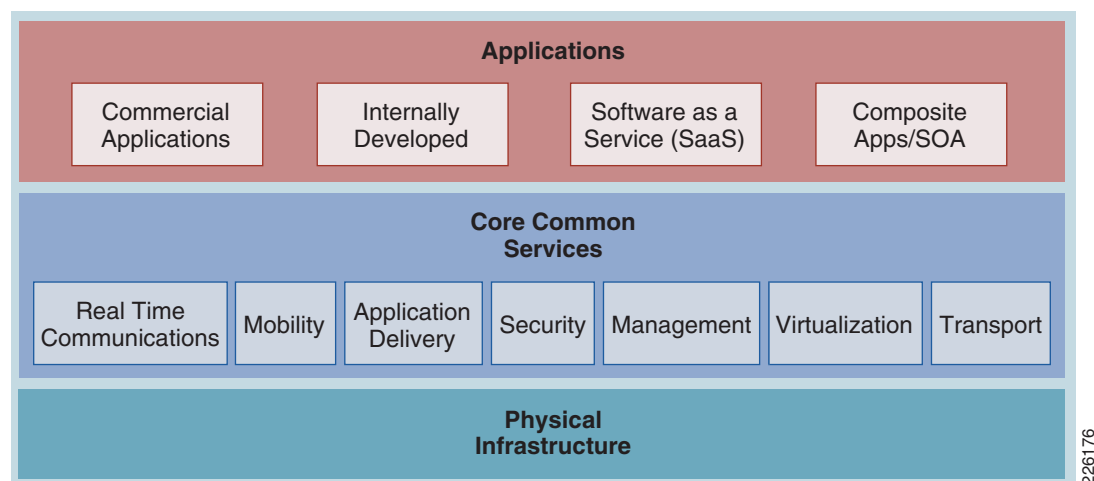 Applications
Commercial
Applications
Internally
Developed
Software as a
Service (SaaS)
Composite
Apps/SOA
Core Common
Services
Real Time
Communications
Mobility
Application
Delivery
Security
Management
Virtualization
Transport
Physical
Infrastructure
226176